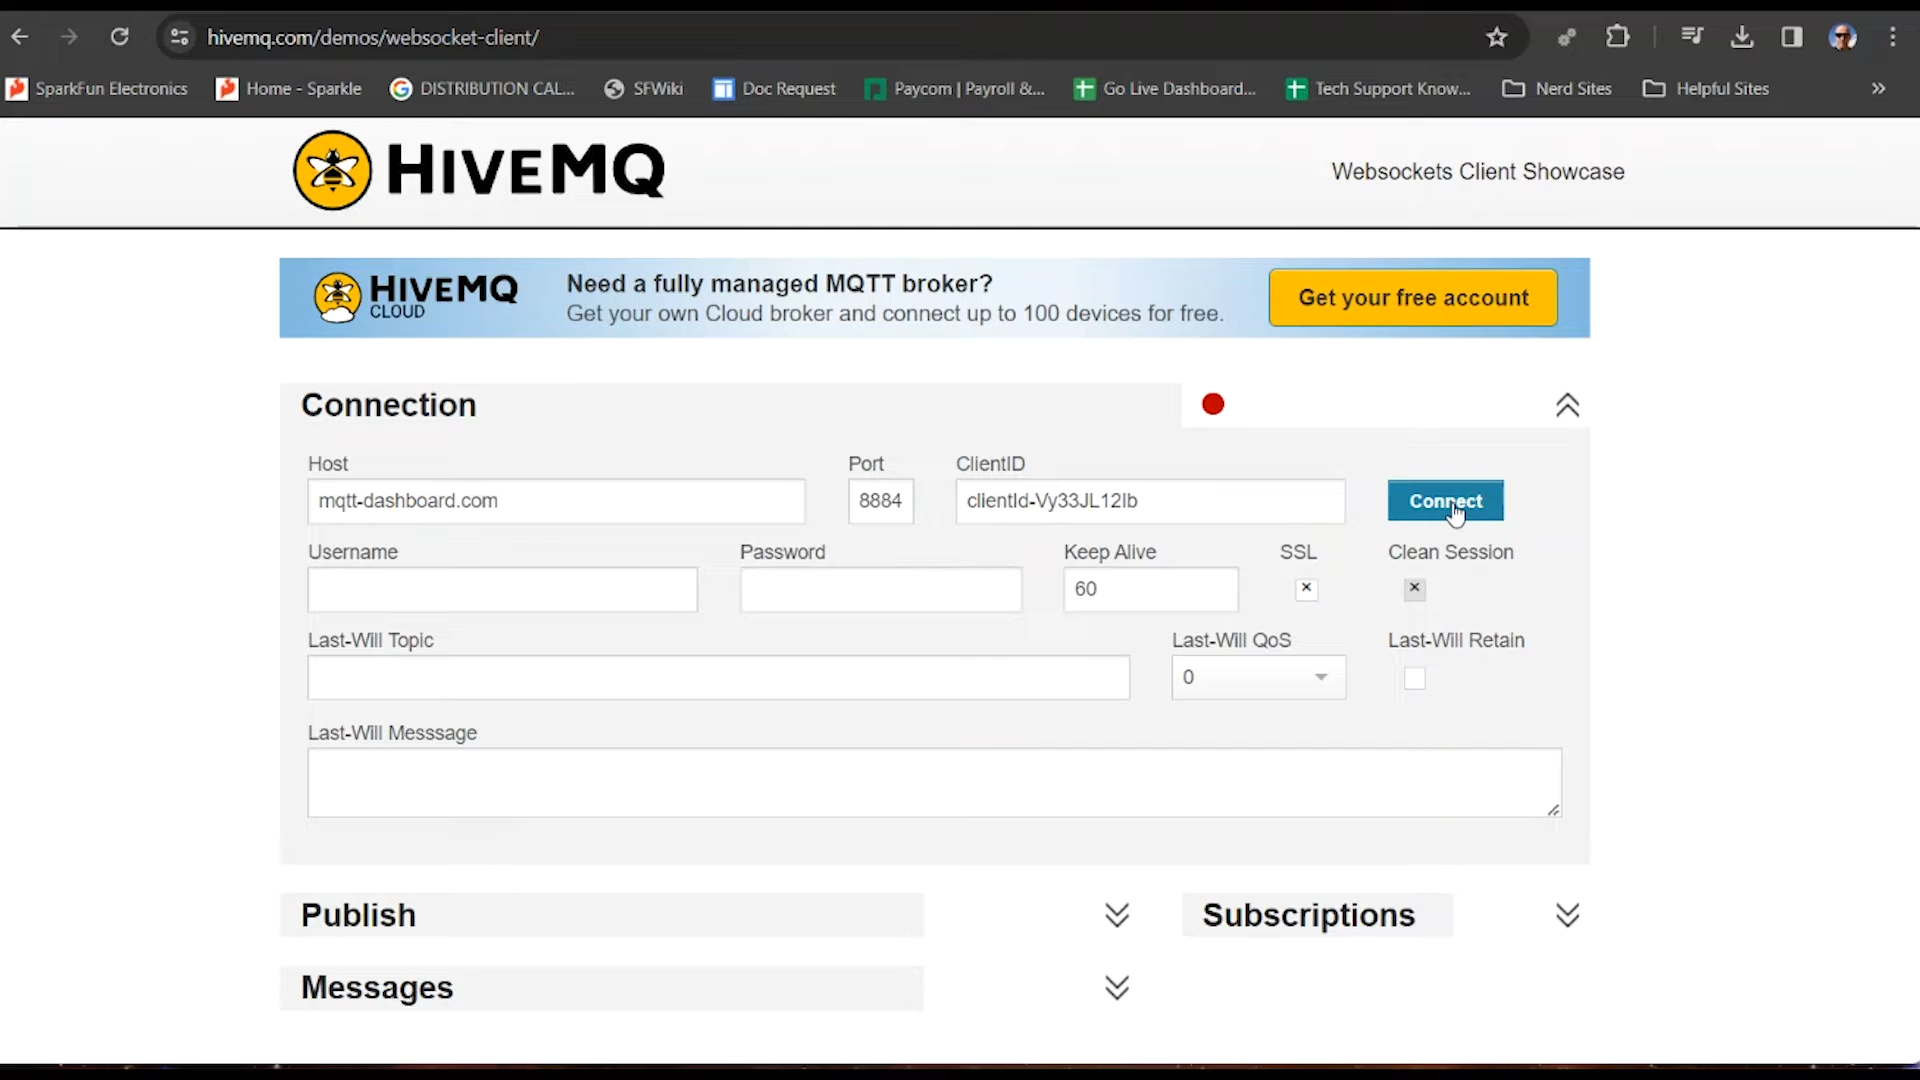 hivemq.com/demos/websocket-client/
SparkFun Electronics
Home - Sparkle
DISTRIBUTION CAL...
SFWiki
Doc Request
Paycom | Payroll &...
Go Live Dashboard...
Tech Support Know...
Nerd Sites
Helpful Sites
HIVEMQ
Websockets Client Showcase
HIVEMQ
CLOUD
Need a fully managed MQTT broker?
Get your own Cloud broker and connect up to 100 devices for free.
Get your free account
Connection
Host
Port
ClientID
mqtt-dashboard.com
8884
clientId-Vy33JL12Ib
Connect
Username
Password
Keep Alive
SSL
Clean Session
60
Last-Will Topic
Last-Will QoS
Last-Will Retain
0
Last-Will Messsage
Publish
Subscriptions
Messages